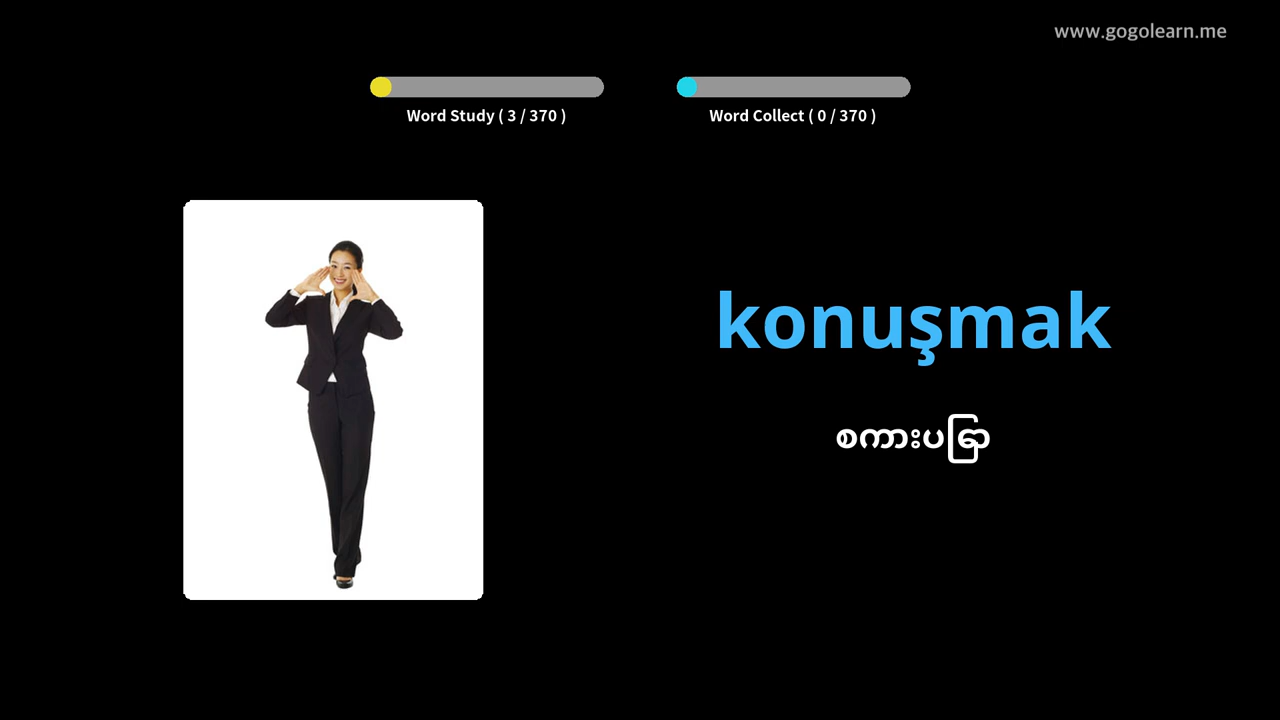 www.gogolearn.me
Word Study ( 3 / 370 )
Word Collect ( 0 / 370 )
konuşmak
စကားပြော